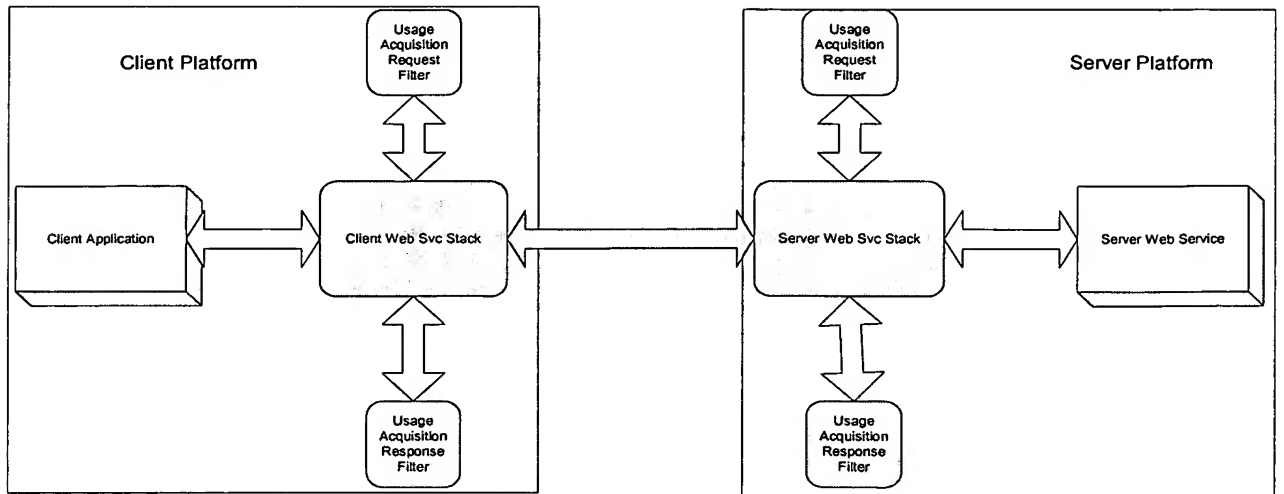 Usage
Acquisition
Request
Filter
Client Platform
Client Application
Client Web Svc Stack
Usage
Acquisition
Response
Filter
Usage
Acquisition
Request
Filter
Server Platform
Server Web Svc Stack
Server Web Service
Usage
Acquisition
Response
Filter